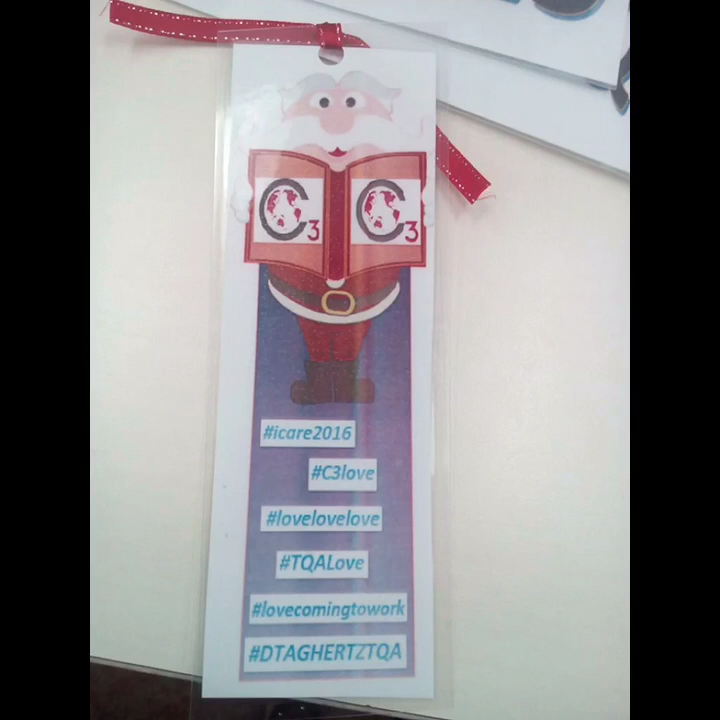 C3 C3
#icare2016
#C3love
#lovelovelove
#TQALove
#lovecomingtowork
#DTAGHERTZTQA